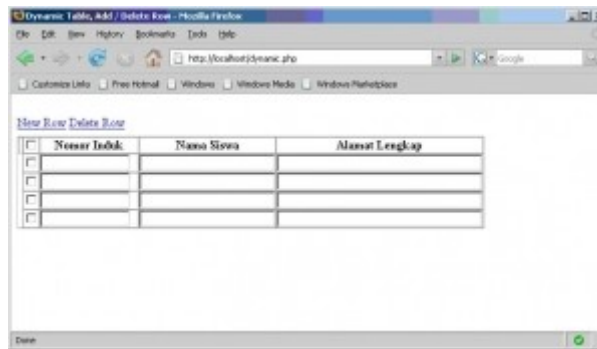 Dynamic Table, Add / Delete Row - Mozilla Firefox
File Edit View History Bookmarks Tools Help
http://localhost/dynamic.php
Google
Customize Links Free Hotmail Windows Windows Media Windows Marketplace
New Row Delete Row
Nomor Induk Nama Siswa Alamat Lengkap
Done